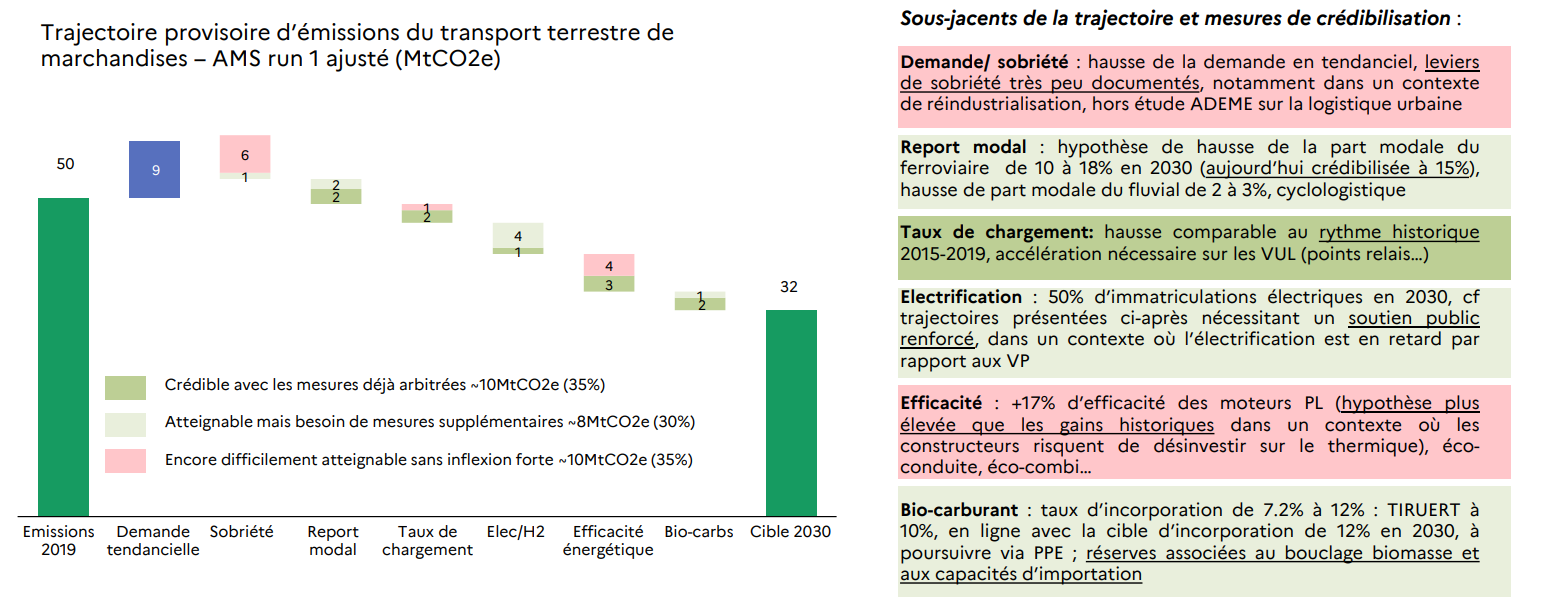 Trajectoire provisoire d’émissions du transport terrestre de
marchandises – AMS run 1 ajusté (MtCO2e)
50
9
6
1
2
2
1
2
4
1
4
3
1
2
32
Crédible avec les mesures déjà arbitrées ~10MtCO2e (35%)
Atteignable mais besoin de mesures supplémentaires ~8MtCO2e (30%)
Encore difficilement atteignable sans inflexion forte ~10MtCO2e (35%)
Emissions
2019
Demande
tendancielle
Sobriété
Report
modal
Taux de
chargement
Elec/H2
Efficacité
énergétique
Bio-carbs
Cible 2030
Sous-jacents de la trajectoire et mesures de crédibilisation :
Demande/ sobriété : hausse de la demande en tendanciel, leviers
de sobriété très peu documentés, notamment dans un contexte
de réindustrialisation, hors étude ADEME sur la logistique urbaine
Report modal : hypothèse de hausse de la part modale du
ferroviaire de 10 à 18% en 2030 (aujourd’hui crédibilisée à 15%),
hausse de part modale du fluvial de 2 à 3%, cyclologistique
Taux de chargement: hausse comparable au rythme historique
2015-2019, accélération nécessaire sur les VUL (points relais…)
Electrification : 50% d’immatriculations électriques en 2030, cf
trajectoires présentées ci-après nécessitant un soutien public
renforcé, dans un contexte où l’électrification est en retard par
rapport aux VP
Efficacité : +17% d’efficacité des moteurs PL (hypothèse plus
élevée que les gains historiques dans un contexte où les
constructeurs risquent de désinvestir sur le thermique), éco-
conduite, éco-combi…
Bio-carburant : taux d’incorporation de 7.2% à 12% : TIRUERT à
10%, en ligne avec la cible d’incorporation de 12% en 2030, à
poursuivre via PPE ; réserves associées au bouclage biomasse et
aux capacités d’importation